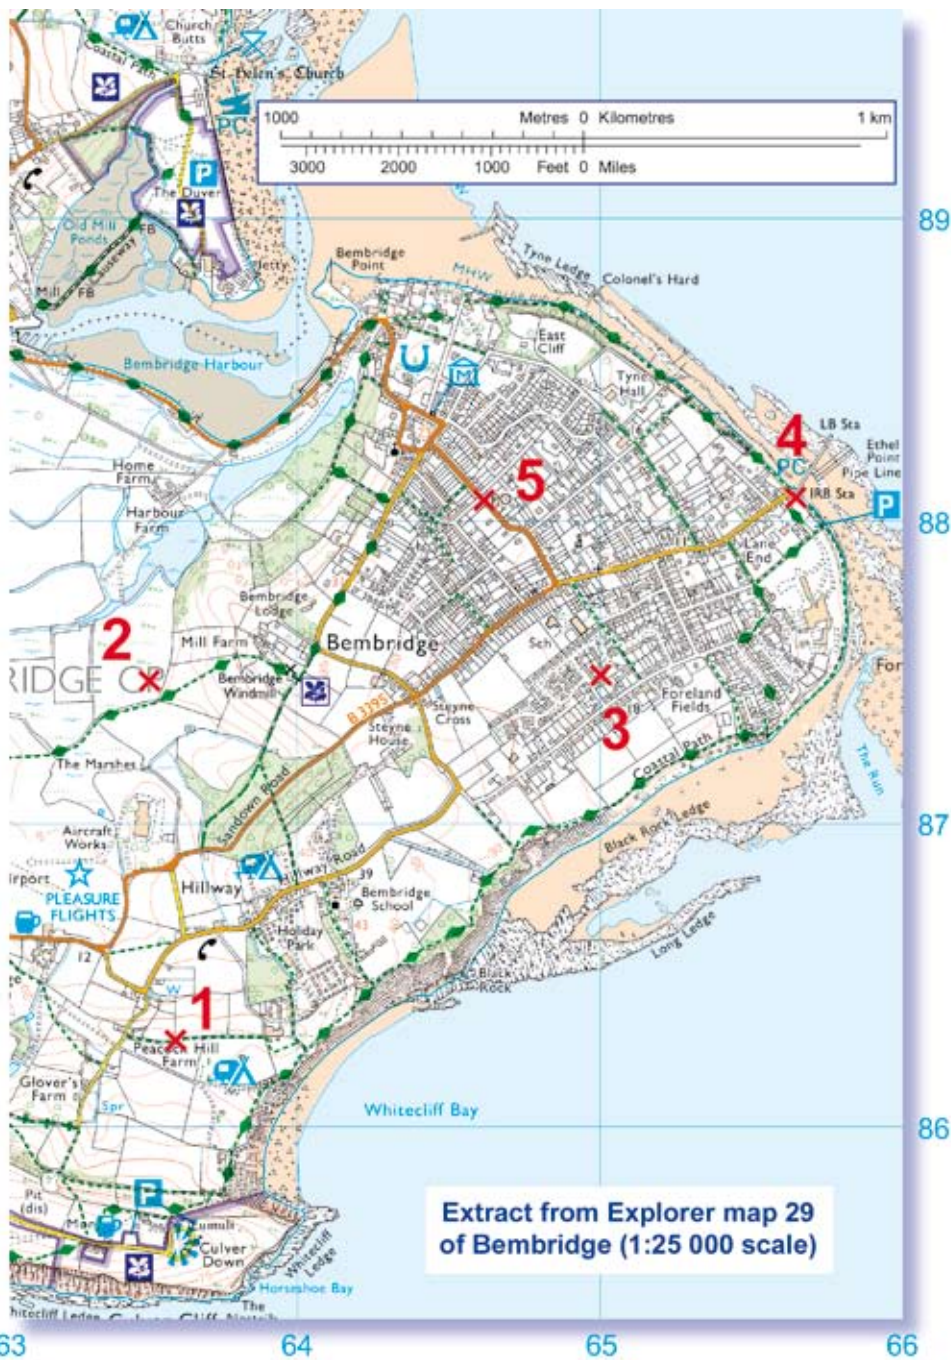 Church
Butts
Coastal Path
St Helen's Church
PC
1000
Metres 0 Kilometres
1 km
3000
2000
1000
Feet 0 Miles
P
The Duver
89
Old Mill
Ponds
FB
Causeway
Jetty
Mill
FB
Bembridge
Point
MHW
Tyne Ledge
Colonel's Hard
East
Cliff
Bembridge Harbour
M
Tyne
Hall
4
LB Sta
Ethel
Point
Pipe Line
PC
IRB Sta
P
5
Home
Farm
Harbour
Farm
88
Lane
End
Bembridge
Lodge
2
Mill Farm
Bembridge
Sch
RIDGE
Bembridge
Windmill
For
B 3395
Steyne
Cross
Foreland
Fields
Steyne
House
3
The Marshes
Coastal Path
The Run
Sandown Road
Black Rock Ledge
87
Aircraft
Works
irport
PLEASURE
FLIGHTS
Hillway
Hillway Road
39
Bembridge
School
43
Long Ledge
Holiday
Park
12
Black
Rock
W
1
Peacock Hill
Farm
Glover's
Farm
Spr
Whitecliff Bay
86
Pit
(dis)
P
Mon
Tumuli
Culver
Down
Whitecliff
Ledge
Horseshoe Bay
Extract from Explorer map 29
of Bembridge (1:25 000 scale)
The
Whitecliff Ledge
Culver Cliff
63
64
65
66